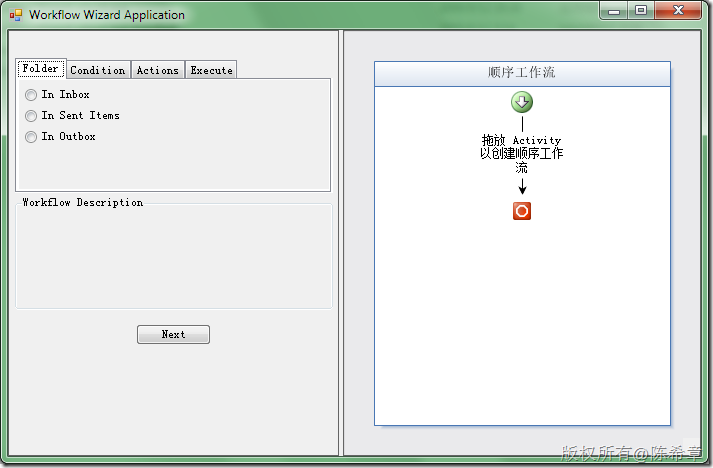 Workflow Wizard Application
Folder Condition Actions Execute
In Inbox
In Sent Items
In Outbox
Workflow Description
Next
顺序工作流
拖放 Activity
以创建顺序工作
流
版权所有@陈希章